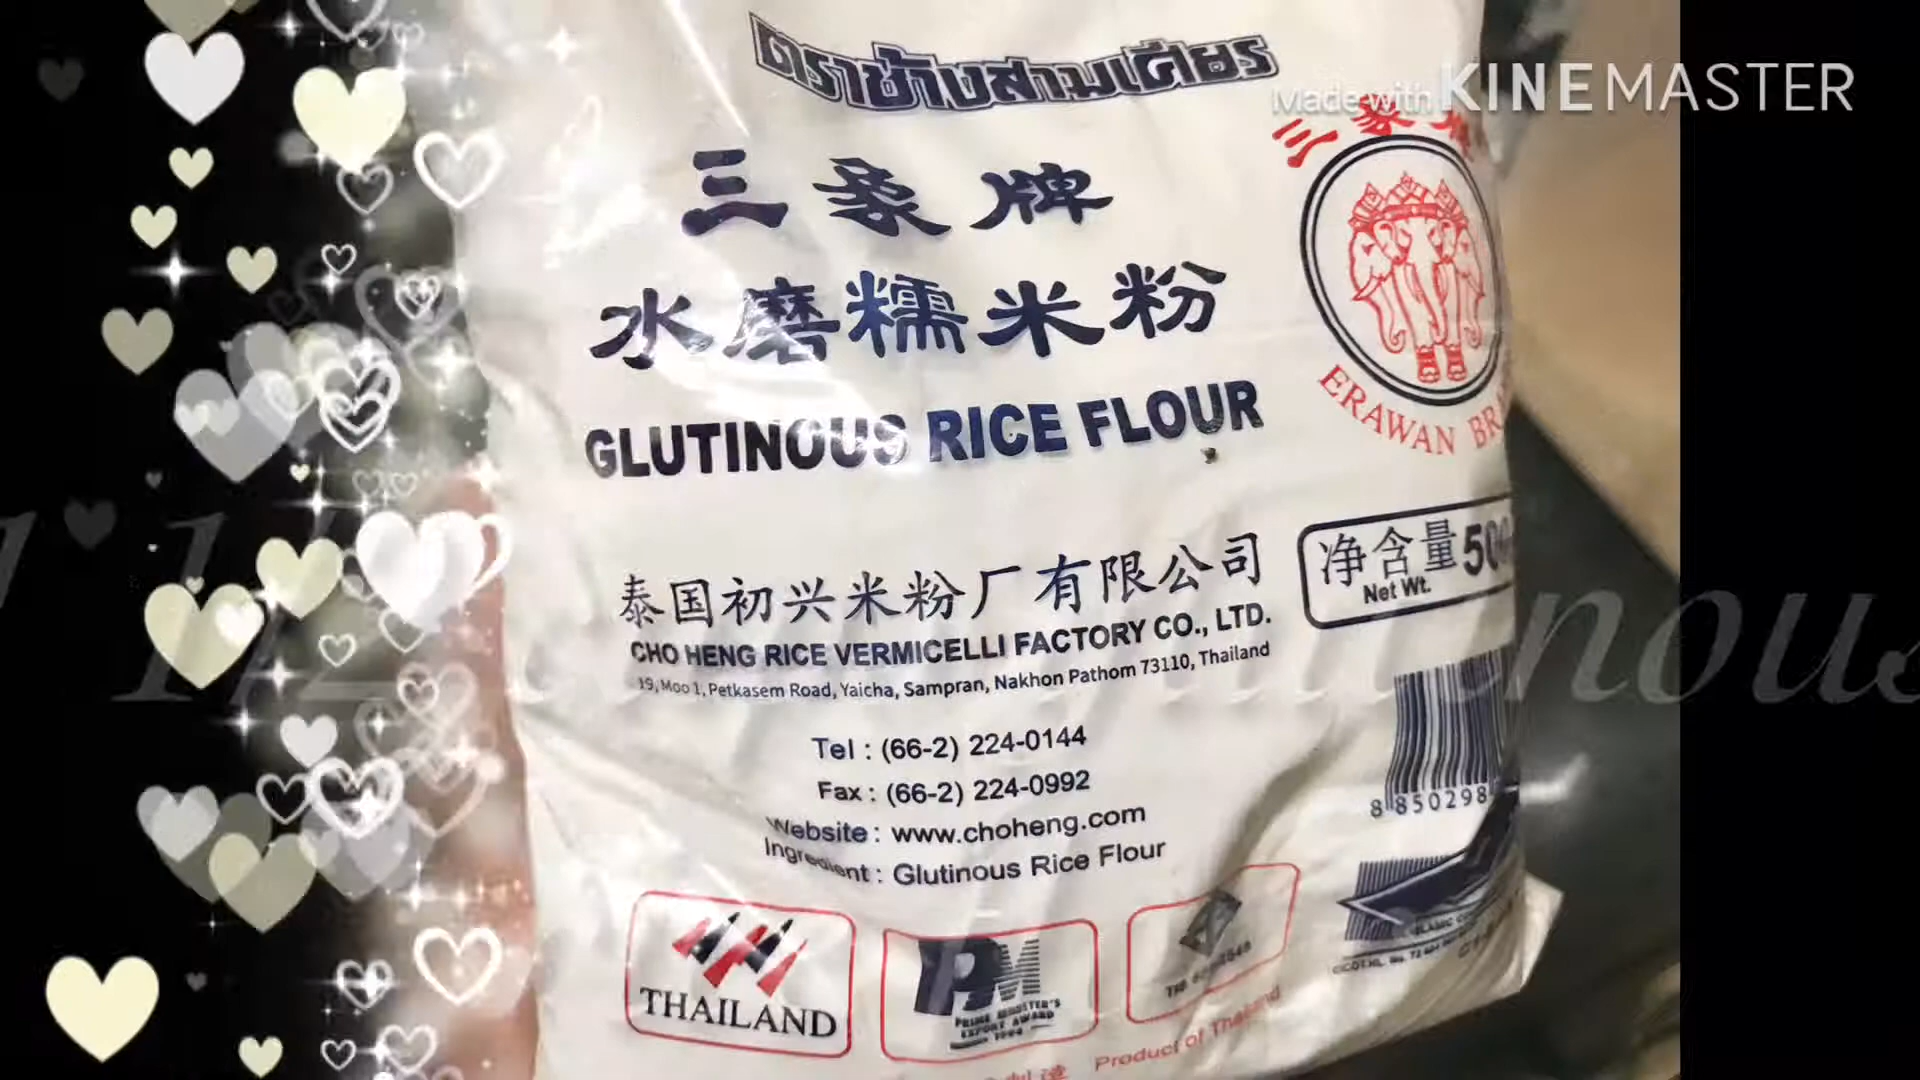 ตราช้างสามเศียร
Made with KINEMASTER
三象牌
三象
水磨糯米粉
GLUTINOUS RICE FLOUR
ERAWAN
净含量
Net Wt.
泰国初兴米粉厂有限公司
CHO HENG RICE VERMICELLI FACTORY CO., LTD.
19, Moo 1, Petkasem Road, Yaicha, Sampran, Nakhon Pathom 73110, Thailand
Tel : (66-2) 224-0144
Fax : (66-2) 224-0992
Website : www.choheng.com
Ingredient : Glutinous Rice Flour
8 850298
THAILAND
PM
PRIME MINISTER'S
EXPORT AWARD
Product of Thailand